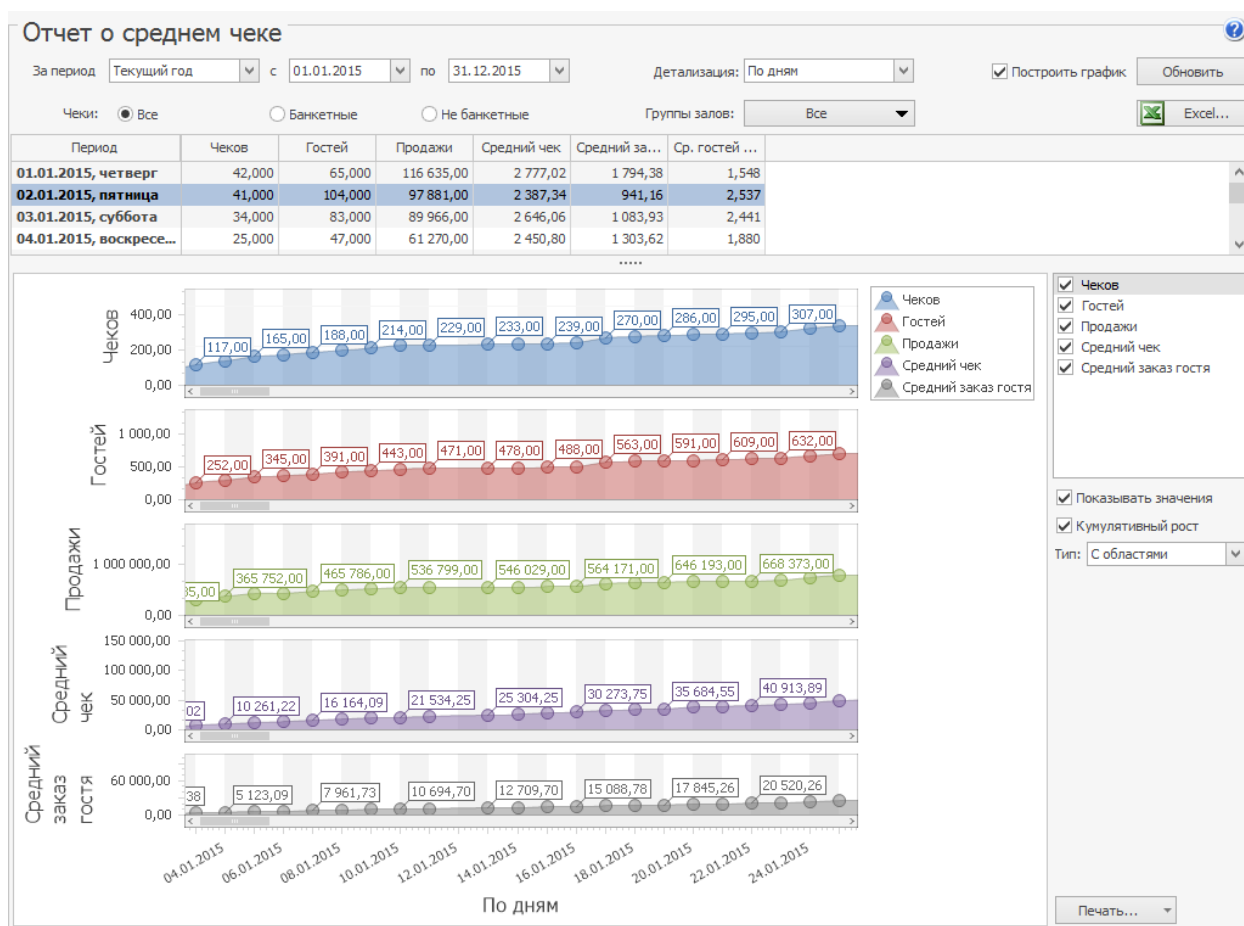 Отчет о среднем чеке
За период Текущий год с 01.01.2015 по 31.12.2015 Детализация: По дням Построить график Обновить
Чеки: Все Банкетные Не банкетные Группы залов: Все Excel...
Период Чеков Гостей Продажи Средний чек Средний за... Ср. гостей ...
01.01.2015, четверг 42,000 65,000 116 635,00 2 777,02 1 794,38 1,548
02.01.2015, пятница 41,000 104,000 97 881,00 2 387,34 941,16 2,537
03.01.2015, суббота 34,000 83,000 89 966,00 2 646,06 1 083,93 2,441
04.01.2015, воскресе... 25,000 47,000 61 270,00 2 450,80 1 303,62 1,880
Чеков
400,00
200,00
0,00
117,00 165,00 188,00 214,00 229,00 233,00 239,00 270,00 286,00 295,00 307,00
Чеков
Гостей
Продажи
Средний чек
Средний заказ гостя
Чеков
Гостей
Продажи
Средний чек
Средний заказ гостя
Гостей
1 000,00
500,00
0,00
252,00 345,00 391,00 443,00 471,00 478,00 488,00 563,00 591,00 609,00 632,00
Показывать значения
Кумулятивный рост
Тип: С областями
Продажи
1 000 000,00
0,00
35,00 365 752,00 465 786,00 536 799,00 546 029,00 564 171,00 646 193,00 668 373,00
Средний
чек
150 000,00
100 000,00
50 000,00
0,00
02 10 261,22 16 164,09 21 534,25 25 304,25 30 273,75 35 684,55 40 913,89
Средний
заказ
гостя
60 000,00
0,00
38 5 123,09 7 961,73 10 694,70 12 709,70 15 088,78 17 845,26 20 520,26
04.01.2015 06.01.2015 08.01.2015 10.01.2015 12.01.2015 14.01.2015 16.01.2015 18.01.2015 20.01.2015 22.01.2015 24.01.2015
По дням
Печать...